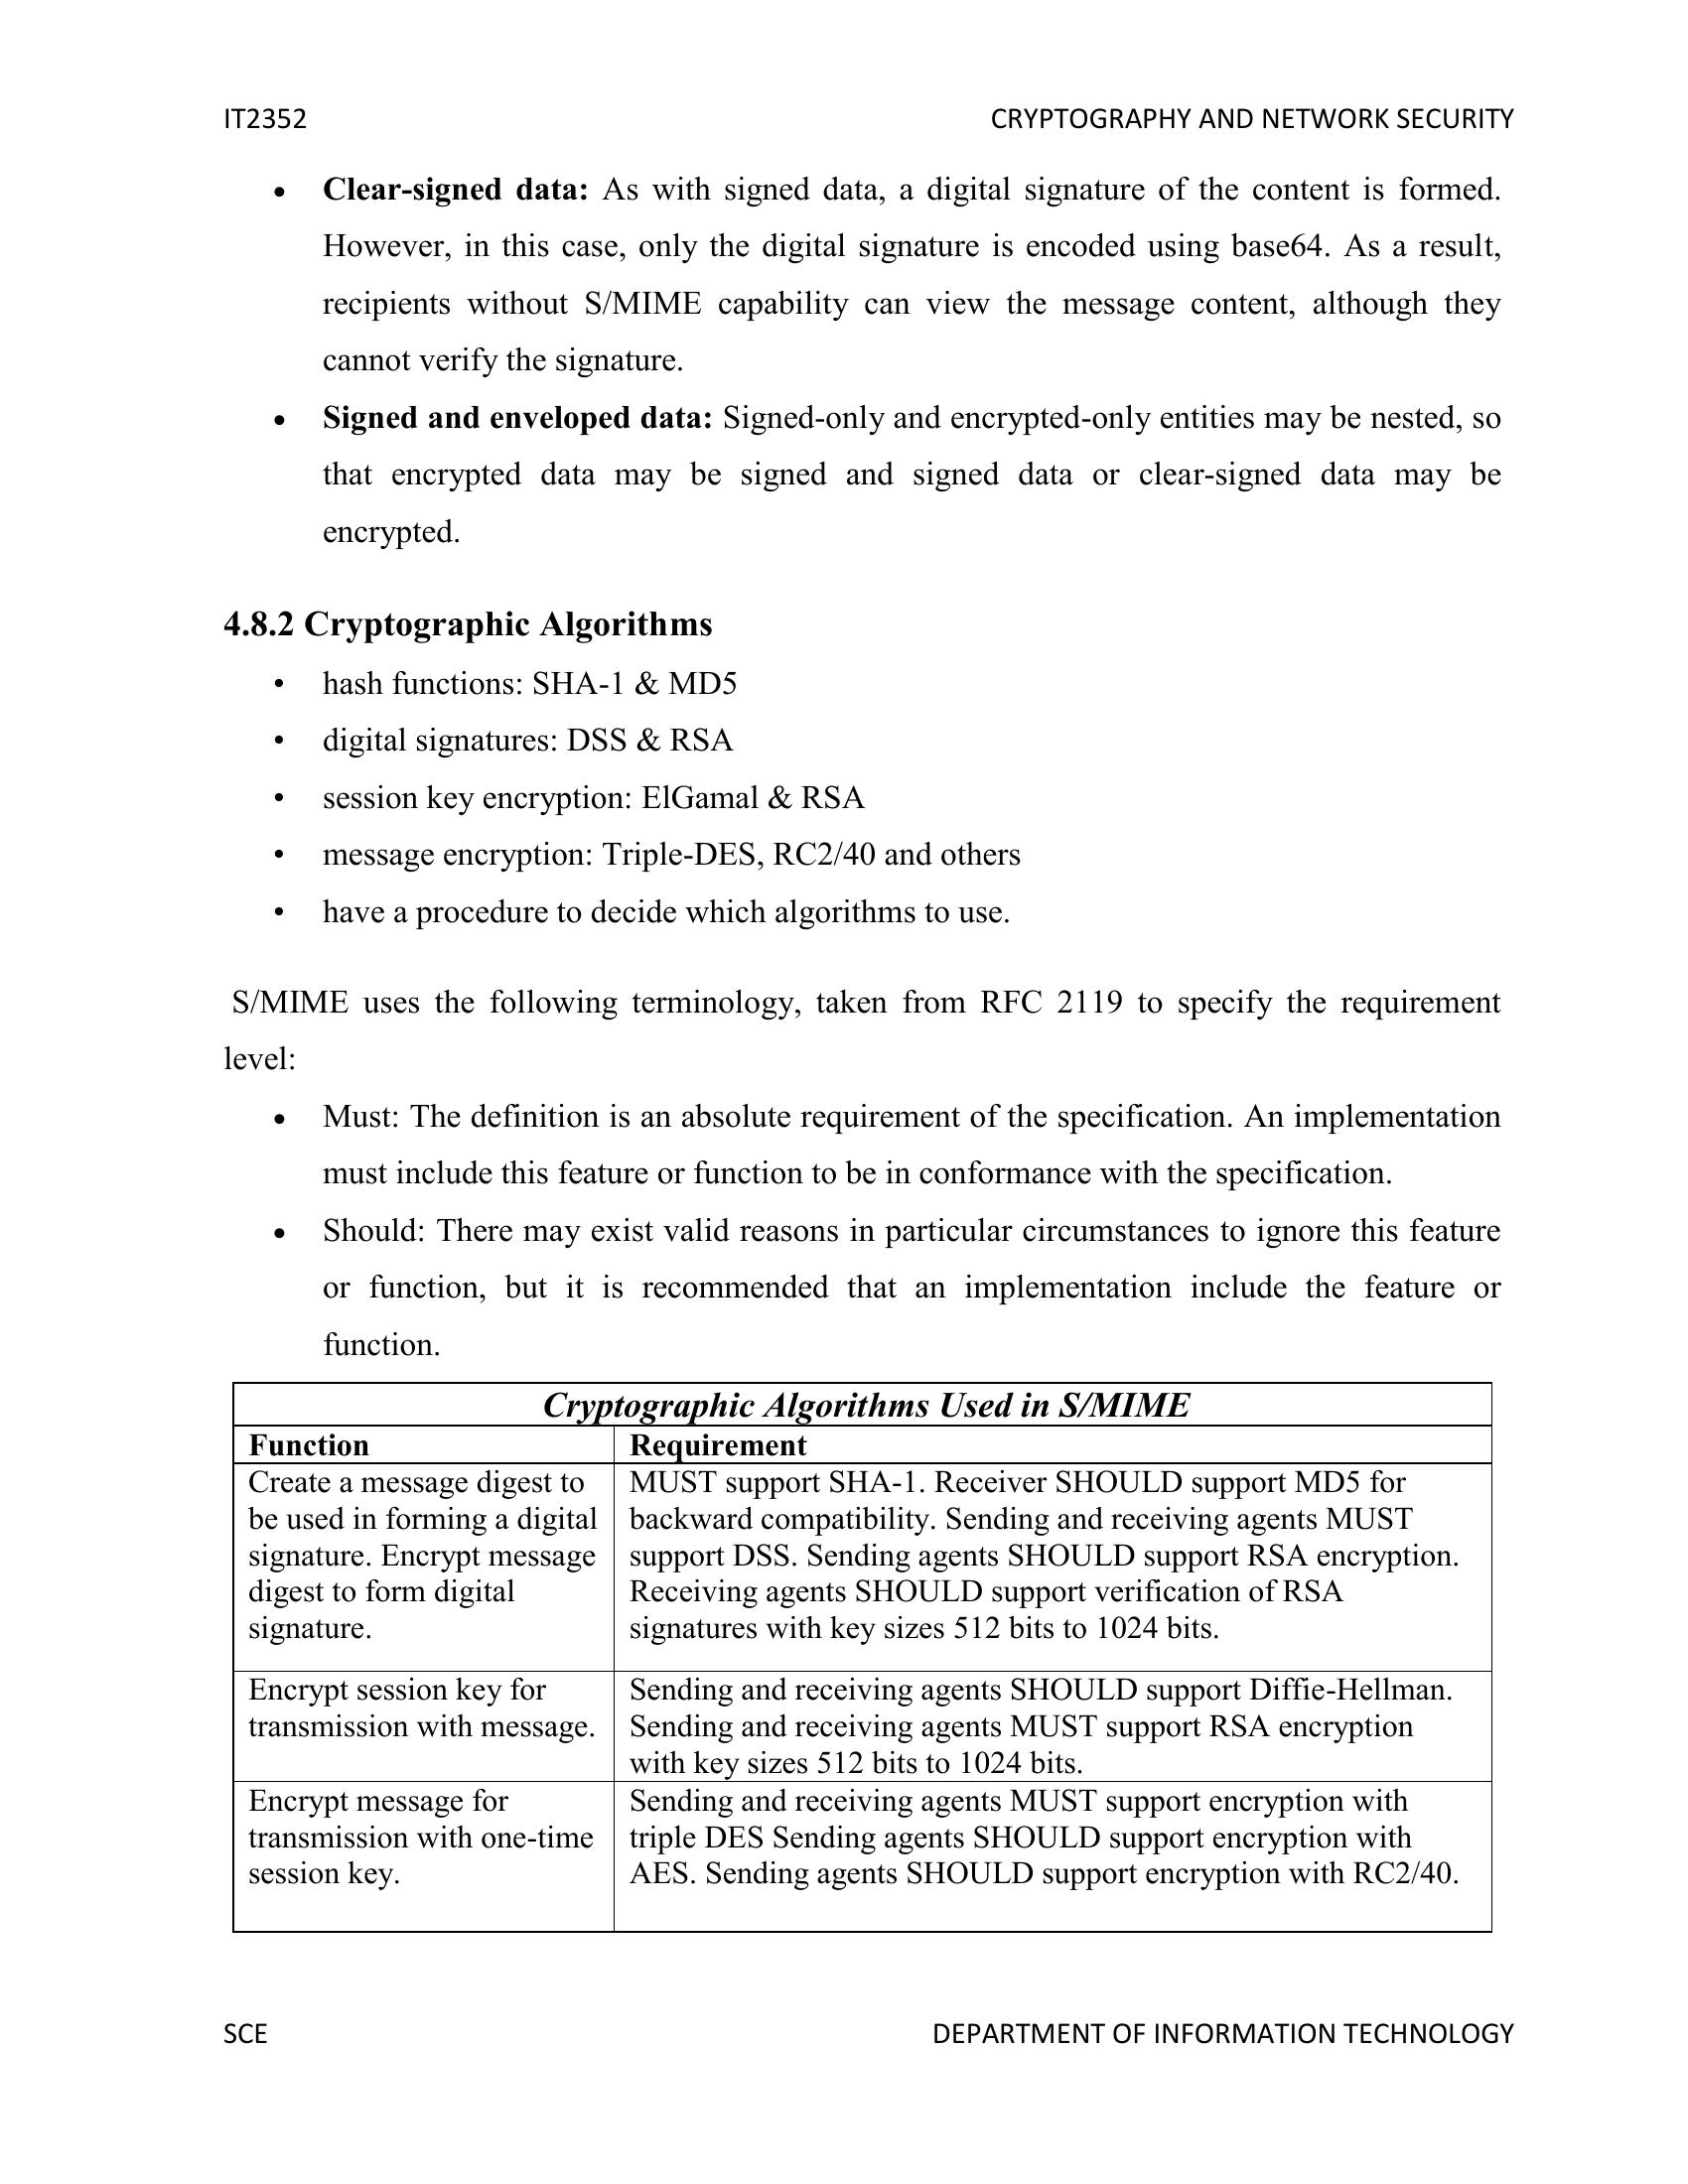 IT2352 CRYPTOGRAPHY AND NETWORK SECURITY
• Clear-signed data: As with signed data, a digital signature of the content is formed.
However, in this case, only the digital signature is encoded using base64. As a result,
recipients without S/MIME capability can view the message content, although they
cannot verify the signature.
• Signed and enveloped data: Signed-only and encrypted-only entities may be nested, so
that encrypted data may be signed and signed data or clear-signed data may be
encrypted.
4.8.2 Cryptographic Algorithms
• hash functions: SHA-1 & MD5
• digital signatures: DSS & RSA
• session key encryption: ElGamal & RSA
• message encryption: Triple-DES, RC2/40 and others
• have a procedure to decide which algorithms to use.
S/MIME uses the following terminology, taken from RFC 2119 to specify the requirement
level:
• Must: The definition is an absolute requirement of the specification. An implementation
must include this feature or function to be in conformance with the specification.
• Should: There may exist valid reasons in particular circumstances to ignore this feature
or function, but it is recommended that an implementation include the feature or
function.
Cryptographic Algorithms Used in S/MIME
Function
Requirement
Create a message digest to
be used in forming a digital
signature. Encrypt message
digest to form digital
signature.
MUST support SHA-1. Receiver SHOULD support MD5 for
backward compatibility. Sending and receiving agents MUST
support DSS. Sending agents SHOULD support RSA encryption.
Receiving agents SHOULD support verification of RSA
signatures with key sizes 512 bits to 1024 bits.
Encrypt session key for
transmission with message.
Sending and receiving agents SHOULD support Diffie-Hellman.
Sending and receiving agents MUST support RSA encryption
with key sizes 512 bits to 1024 bits.
Encrypt message for
transmission with one-time
session key.
Sending and receiving agents MUST support encryption with
triple DES Sending agents SHOULD support encryption with
AES. Sending agents SHOULD support encryption with RC2/40.
SCE DEPARTMENT OF INFORMATION TECHNOLOGY